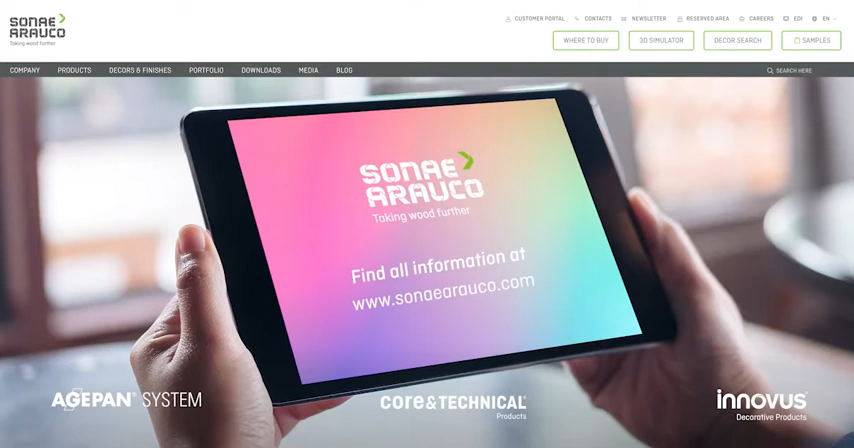 SONAE
ARAUCO
Taking wood further
CUSTOMER PORTAL
CONTACTS
NEWSLETTER
RESERVED AREA
CAREERS
EDI
EN
WHERE TO BUY
3D SIMULATOR
DECOR SEARCH
SAMPLES
COMPANY
PRODUCTS
DECORS & FINISHES
PORTFOLIO
DOWNLOADS
MEDIA
BLOG
SEARCH HERE
SONAE
ARAUCO
Taking wood further
Find all information at
www.sonaearauco.com
AGEPAN® SYSTEM
core&TECHNICAL®
Products
innovus®
Decorative Products